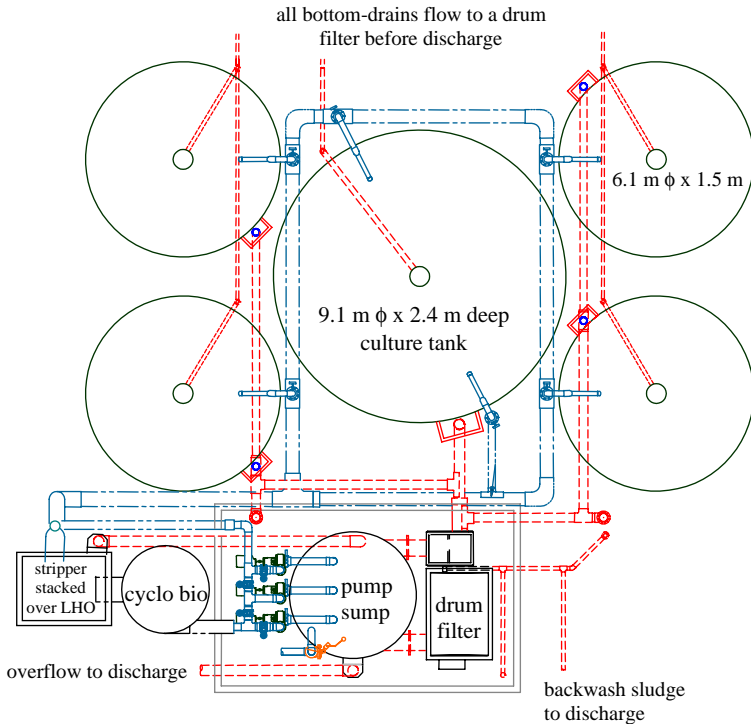 all bottom-drains flow to a drum
filter before discharge
6.1 m ϕ x 1.5 m
9.1 m ϕ x 2.4 m deep
culture tank
stripper
stacked
over LHO
cyclo bio
pump
sump
drum
filter
overflow to discharge
backwash sludge
to discharge